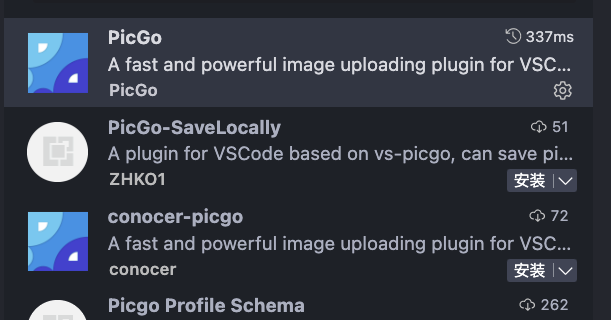 PicGo 337ms
A fast and powerful image uploading plugin for VSC...
PicGo
PicGo-SaveLocally 51
A plugin for VSCode based on vs-picgo, can save pi...
ZHKO1 安装
conocer-picgo 72
A fast and powerful image uploading plugin for VSC...
conocer 安装
Picgo Profile Schema 262